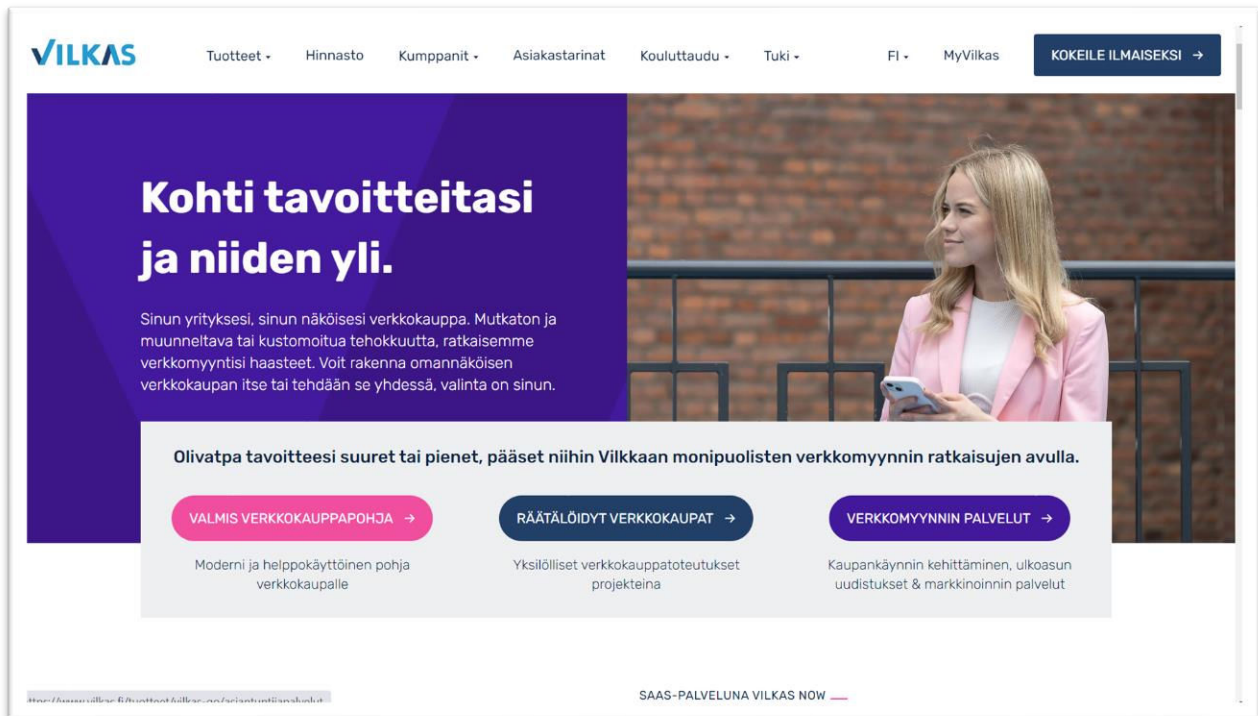 VILKAS
Tuotteet Hinnasto Kumppanit Asiakastarinat Kouluttaudu Tuki FI MyVilkas KOKEILE ILMAISEKSI →
Kohti tavoitteitasi
ja niiden yli.
Sinun yrityksesi, sinun näköisesi verkkokauppa. Mutkaton ja
muunneltava tai kustomoitua tehokkuutta, ratkaisemme
verkkomyyntisi haasteet. Voit rakenna omannäköisen
verkkokaupan itse tai tehdään se yhdessä, valinta on sinun.
Olivatpa tavoitteesi suuret tai pienet, pääset niihin Vilkkaan monipuolisten verkkomyynnin ratkaisujen avulla.
VALMIS VERKKOKAUPPAPOHJA →
Moderni ja helppokäyttöinen pohja
verkkokaupalle
RÄÄTÄLÖIDYT VERKKOKAUPAT →
Yksilölliset verkkokauppatoteutukset
projekteina
VERKKOMYYNNIN PALVELUT →
Kaupankäynnin kehittäminen, ulkoasun
uudistukset & markkinoinnin palvelut
SAAS-PALVELUNA VILKAS NOW